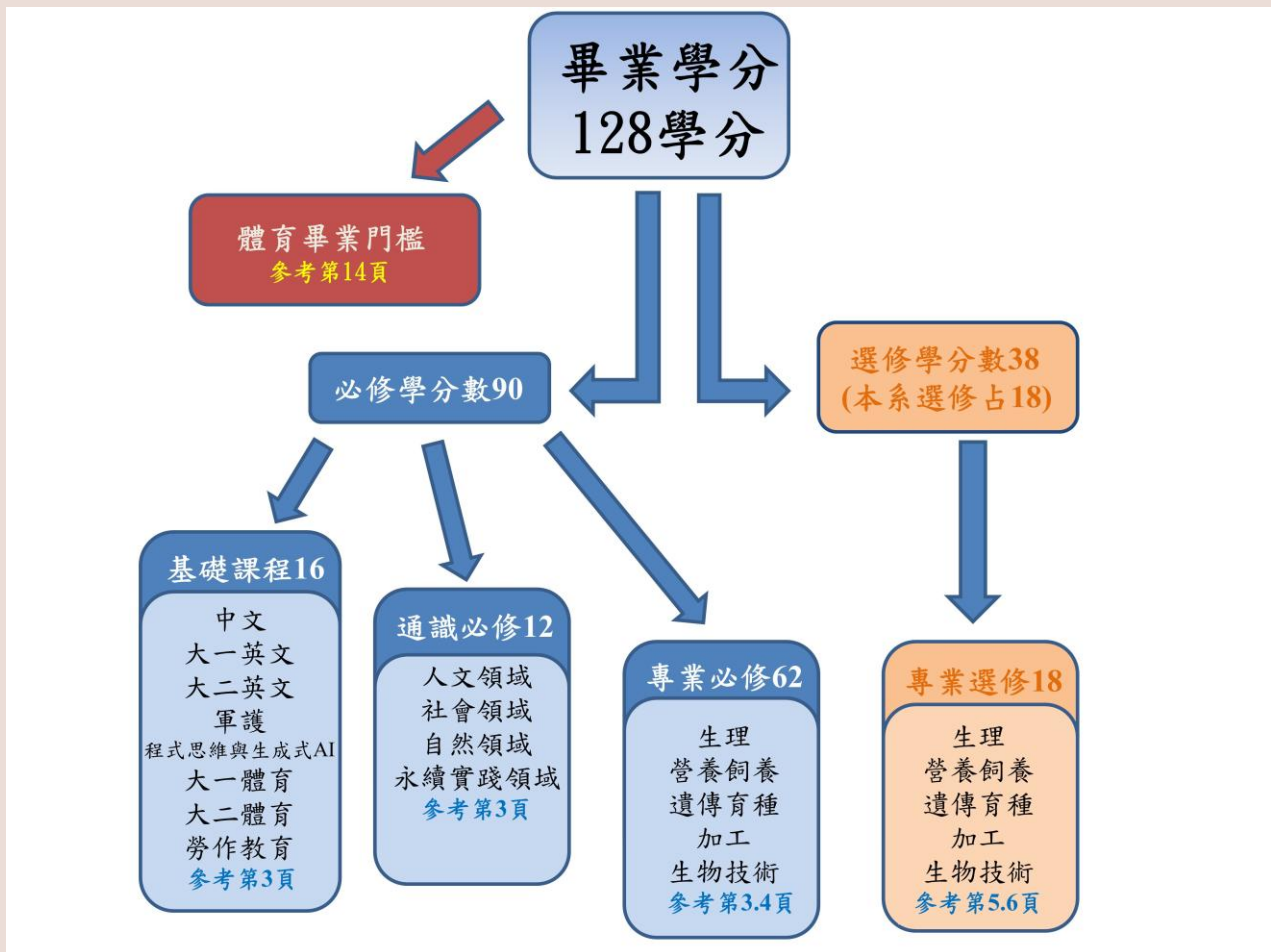 畢業學分
128學分
體育畢業門檻
參考第14頁
必修學分數90
選修學分數38
(本系選修占18)
基礎課程16
中文
大一英文
大二英文
軍護
程式思維與生成式AI
大一體育
大二體育
勞作教育
參考第3頁
通識必修12
人文領域
社會領域
自然領域
永續實踐領域
參考第3頁
專業必修62
生理
營養飼養
遺傳育種
加工
生物技術
參考第3.4頁
專業選修18
生理
營養飼養
遺傳育種
加工
生物技術
參考第5.6頁